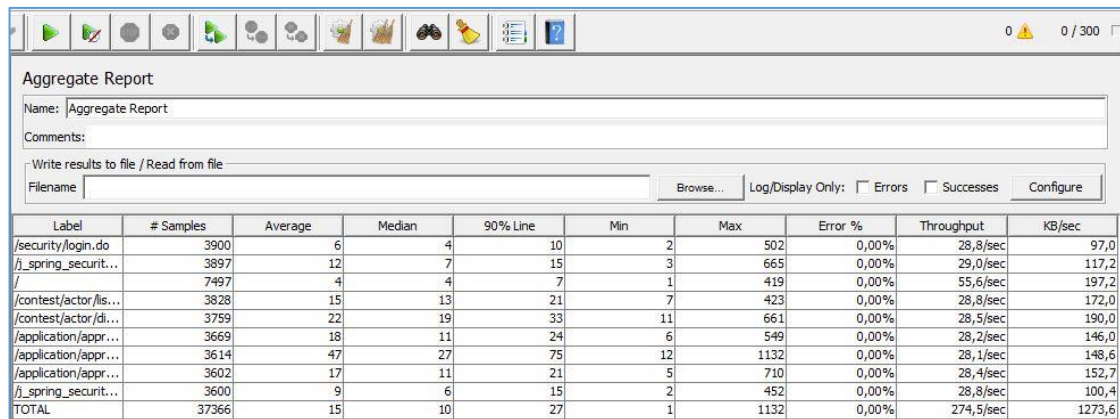 0 0 / 300
Aggregate Report
Name: Aggregate Report
Comments:
Write results to file / Read from file
Filename Browse... Log/Display Only: Errors Successes Configure
Label # Samples Average Median 90% Line Min Max Error % Throughput KB/sec
/security/login.do 3900 6 4 10 2 502 0,00% 28,8/sec 97,0
/j_spring_securit... 3897 12 7 15 3 665 0,00% 29,0/sec 117,2
/ 7497 4 4 7 1 419 0,00% 55,6/sec 197,2
/contest/actor/lis... 3828 15 13 21 7 423 0,00% 28,8/sec 172,0
/contest/actor/di... 3759 22 19 33 11 661 0,00% 28,5/sec 190,0
/application/appr... 3669 18 11 24 6 549 0,00% 28,2/sec 146,0
/application/appr... 3614 47 27 75 12 1132 0,00% 28,1/sec 148,6
/application/appr... 3602 17 11 21 5 710 0,00% 28,4/sec 152,7
/j_spring_securit... 3600 9 6 15 2 452 0,00% 28,8/sec 100,4
TOTAL 37366 15 10 27 1 1132 0,00% 274,5/sec 1273,6